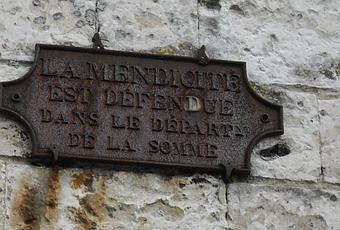 LA MENDICITÉ
EST DÉFENDUE
DANS LE DÉPART.
DE LA SOMME